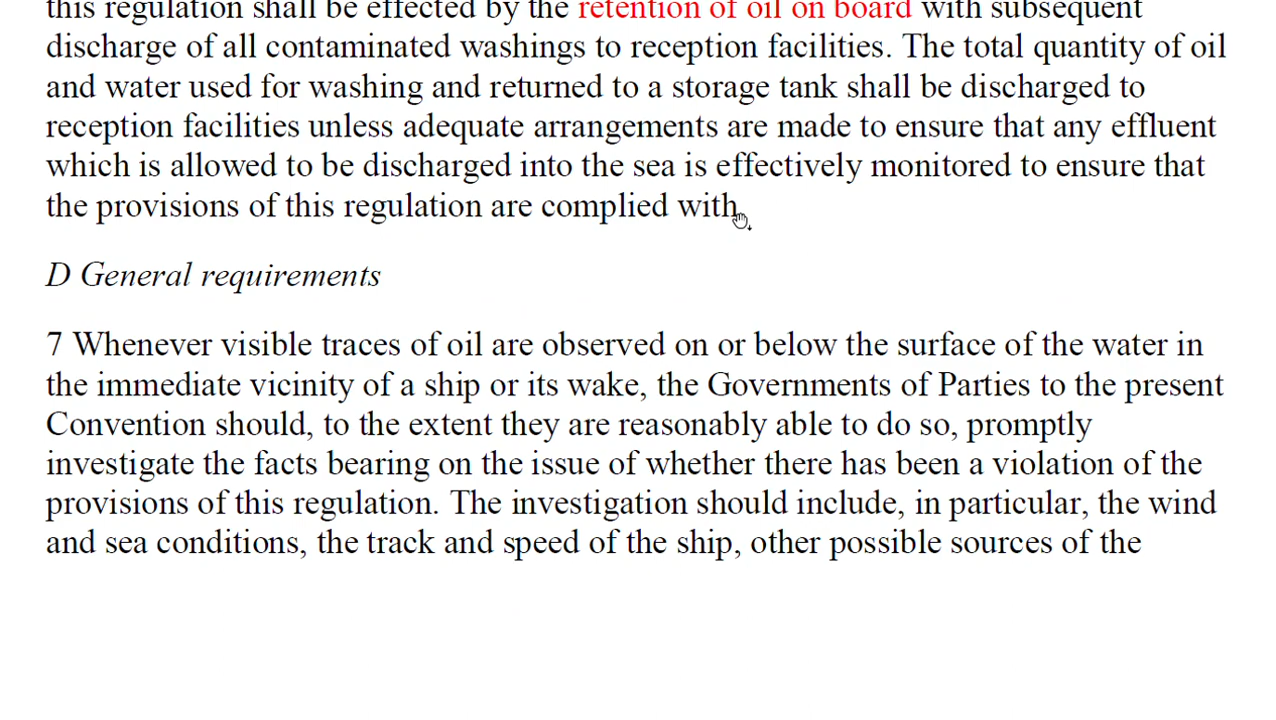 this regulation shall be effected by the retention of oil on board with subsequent
discharge of all contaminated washings to reception facilities. The total quantity of oil
and water used for washing and returned to a storage tank shall be discharged to
reception facilities unless adequate arrangements are made to ensure that any effluent
which is allowed to be discharged into the sea is effectively monitored to ensure that
the provisions of this regulation are complied with.
D General requirements
7 Whenever visible traces of oil are observed on or below the surface of the water in
the immediate vicinity of a ship or its wake, the Governments of Parties to the present
Convention should, to the extent they are reasonably able to do so, promptly
investigate the facts bearing on the issue of whether there has been a violation of the
provisions of this regulation. The investigation should include, in particular, the wind
and sea conditions, the track and speed of the ship, other possible sources of the